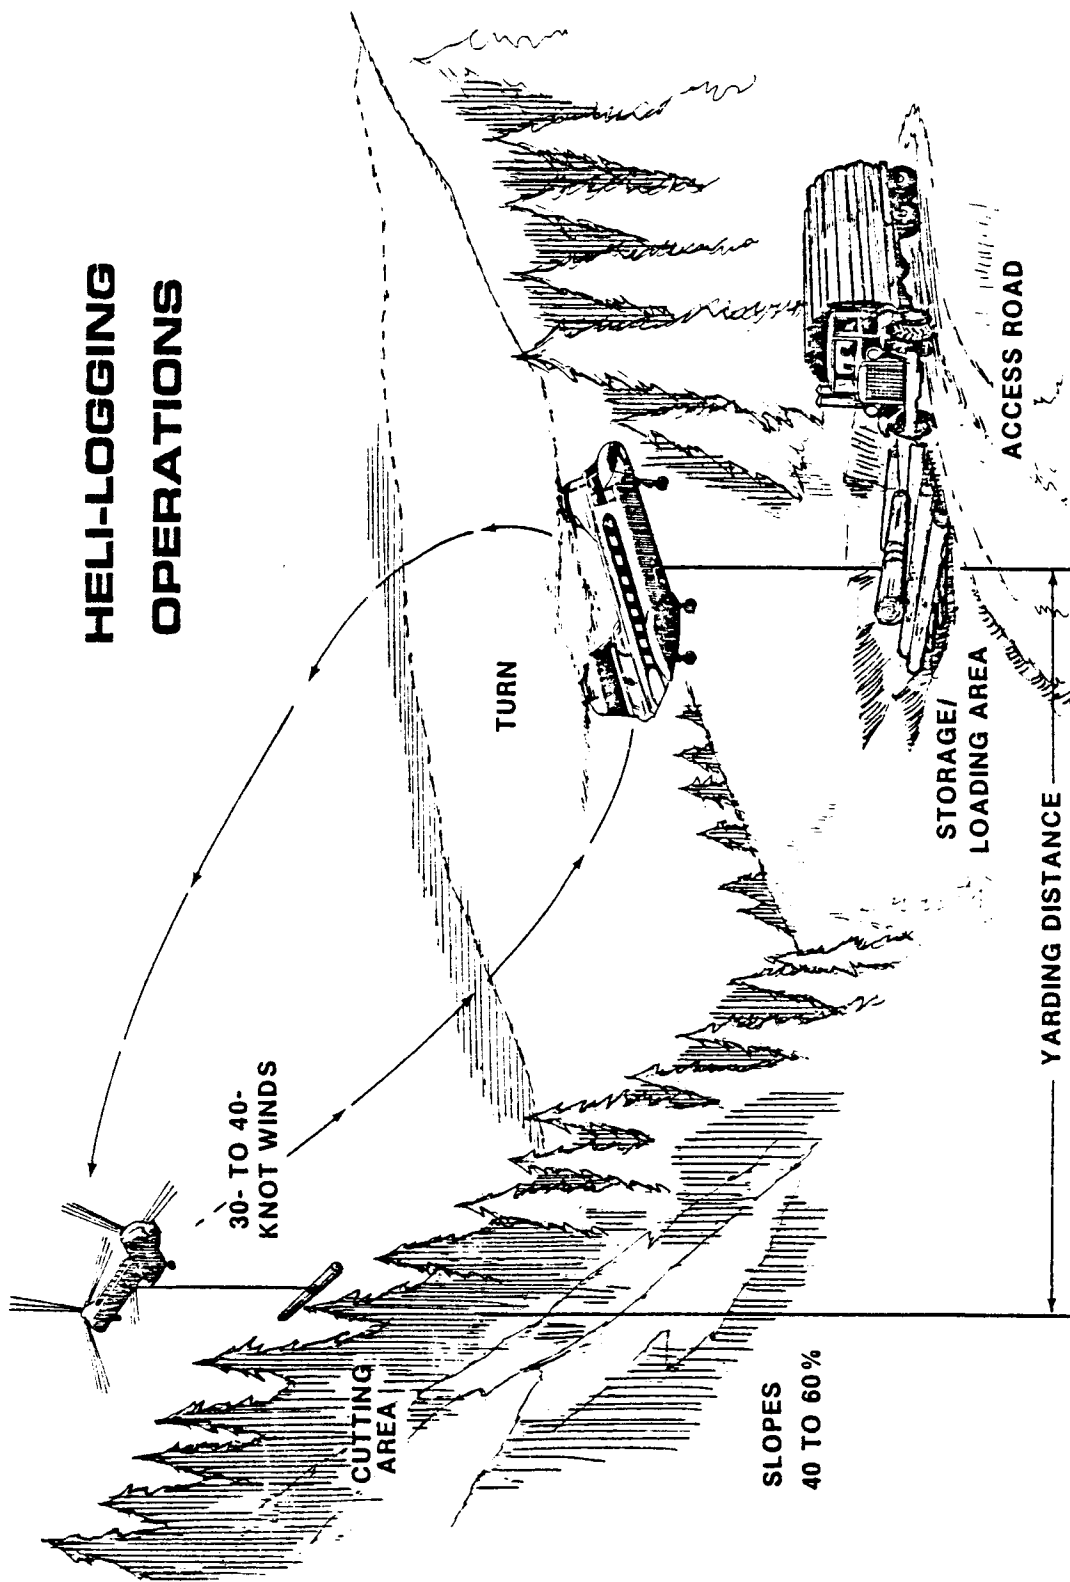 HELI-LOGGING
OPERATIONS
30- TO 40-
KNOT WINDS
TURN
CUTTING
AREA
SLOPES
40 TO 60%
STORAGE/
LOADING AREA
ACCESS ROAD
YARDING DISTANCE